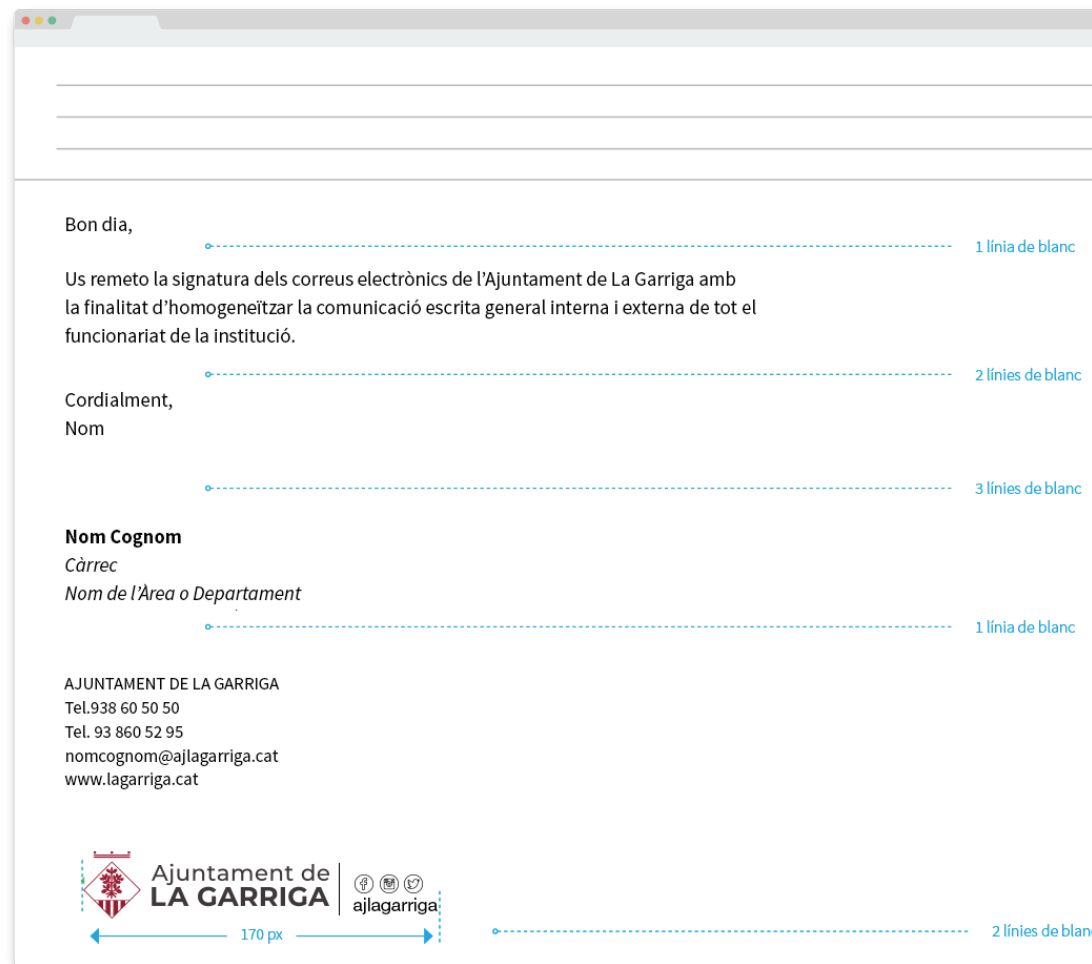 Bon dia,
1 línia de blanc
Us remeto la signatura dels correus electrònics de l’Ajuntament de La Garriga amb
la finalitat d’homogeneïtzar la comunicació escrita general interna i externa de tot el
funcionariat de la institució.
2 línies de blanc
Cordialment,
Nom
3 línies de blanc
Nom Cognom
Càrrec
Nom de l’Àrea o Departament
1 línia de blanc
AJUNTAMENT DE LA GARRIGA
Tel.938 60 50 50
Tel. 93 860 52 95
nomcognom@ajlagarriga.cat
www.lagarriga.cat
Ajuntament de
LA GARRIGA
ajlagarriga
170 px
2 línies de blanc